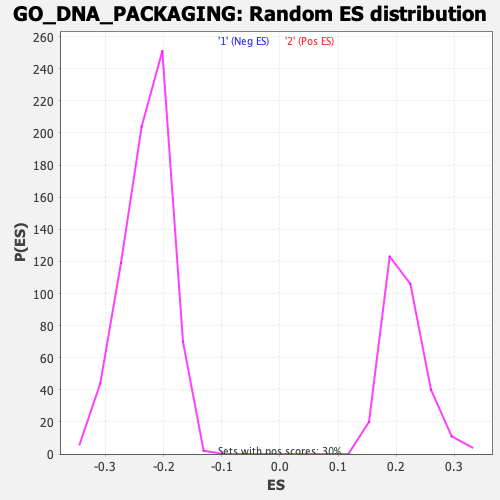 GO_DNA_PACKAGING: Random ES distribution
'1' (Neg ES) '2' (Pos ES)
260
240
220
200
180
160
140
120
100
80
60
40
20
0
P(ES)
Sets with pos scores: 30%
-0.3 -0.2 -0.1 0.0 0.1 0.2 0.3
ES